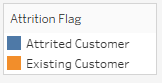 Attrition Flag
Attrited Customer
Existing Customer